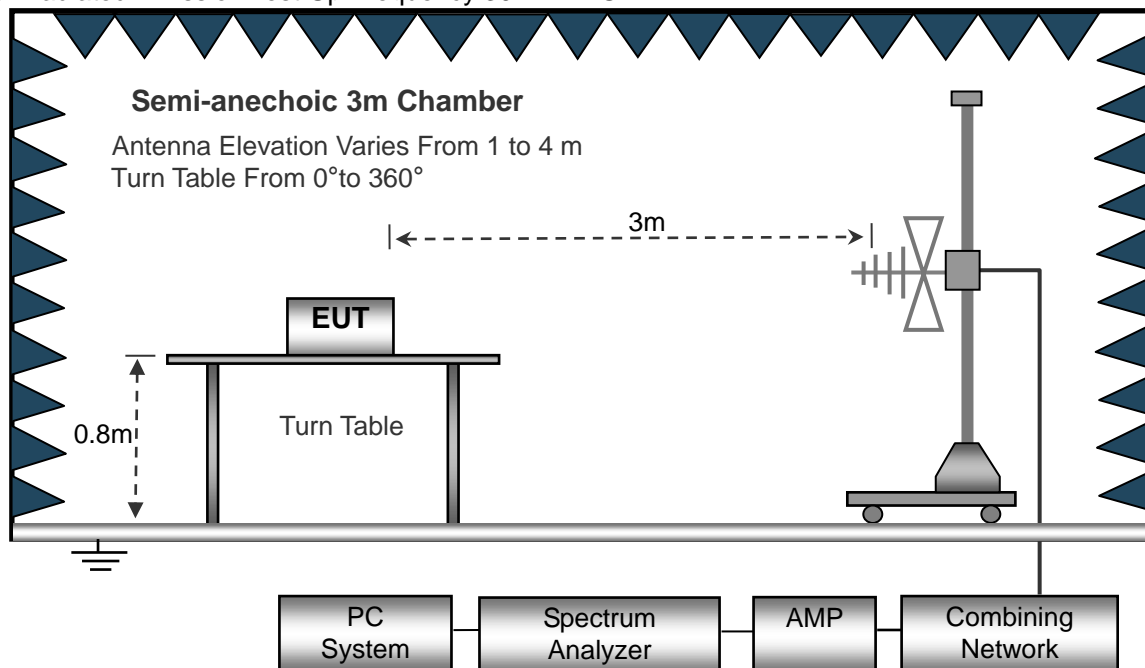 Semi-anechoic 3m Chamber
Antenna Elevation Varies From 1 to 4 m
Turn Table From 0°to 360°
3m
EUT
0.8m
Turn Table
PC
System
Spectrum
Analyzer
AMP
Combining
Network